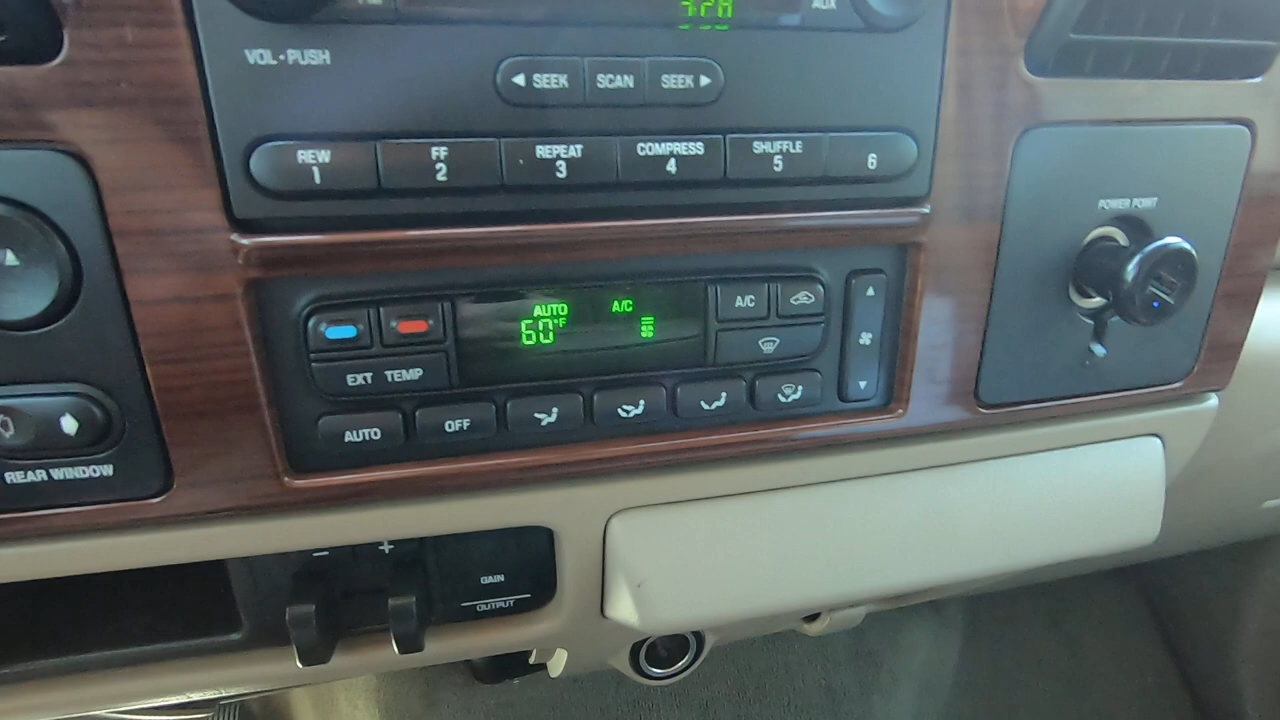 AUX
VOL•PUSH
◄ SEEK SCAN SEEK ►
REW FF REPEAT COMPRESS SHUFFLE
1 2 3 4 5 6
POWER POINT
AUTO A/C
60°F
A/C
EXT TEMP
AUTO OFF
REAR WINDOW
− +
GAIN
OUTPUT